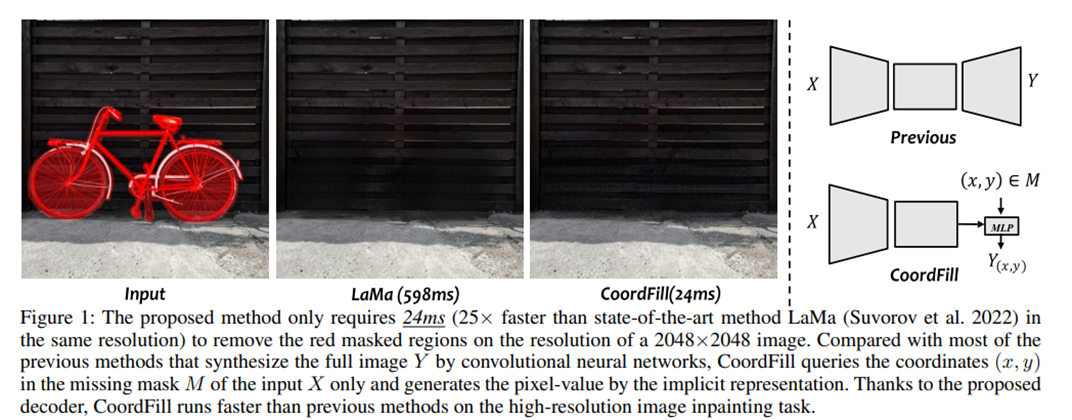 X
Y
Previous
(x, y) ∈ M
X
MLP
CoordFill
Y(x,y)
Input
LaMa (598ms)
CoordFill(24ms)
Figure 1: The proposed method only requires 24ms (25× faster than state-of-the-art method LaMa (Suvorov et al. 2022) in
the same resolution) to remove the red masked regions on the resolution of a 2048×2048 image. Compared with most of the
previous methods that synthesize the full image Y by convolutional neural networks, CoordFill queries the coordinates (x, y)
in the missing mask M of the input X only and generates the pixel-value by the implicit representation. Thanks to the proposed
decoder, CoordFill runs faster than previous methods on the high-resolution image inpainting task.